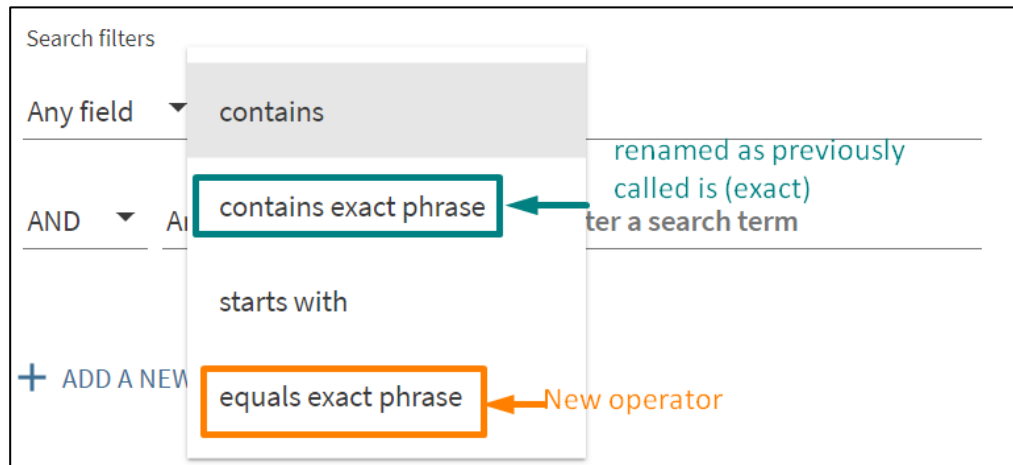 Search filters
Any field
contains
renamed as previously
called is (exact)
contains exact phrase
AND
ter a search term
starts with
ADD A NEW
equals exact phrase
New operator